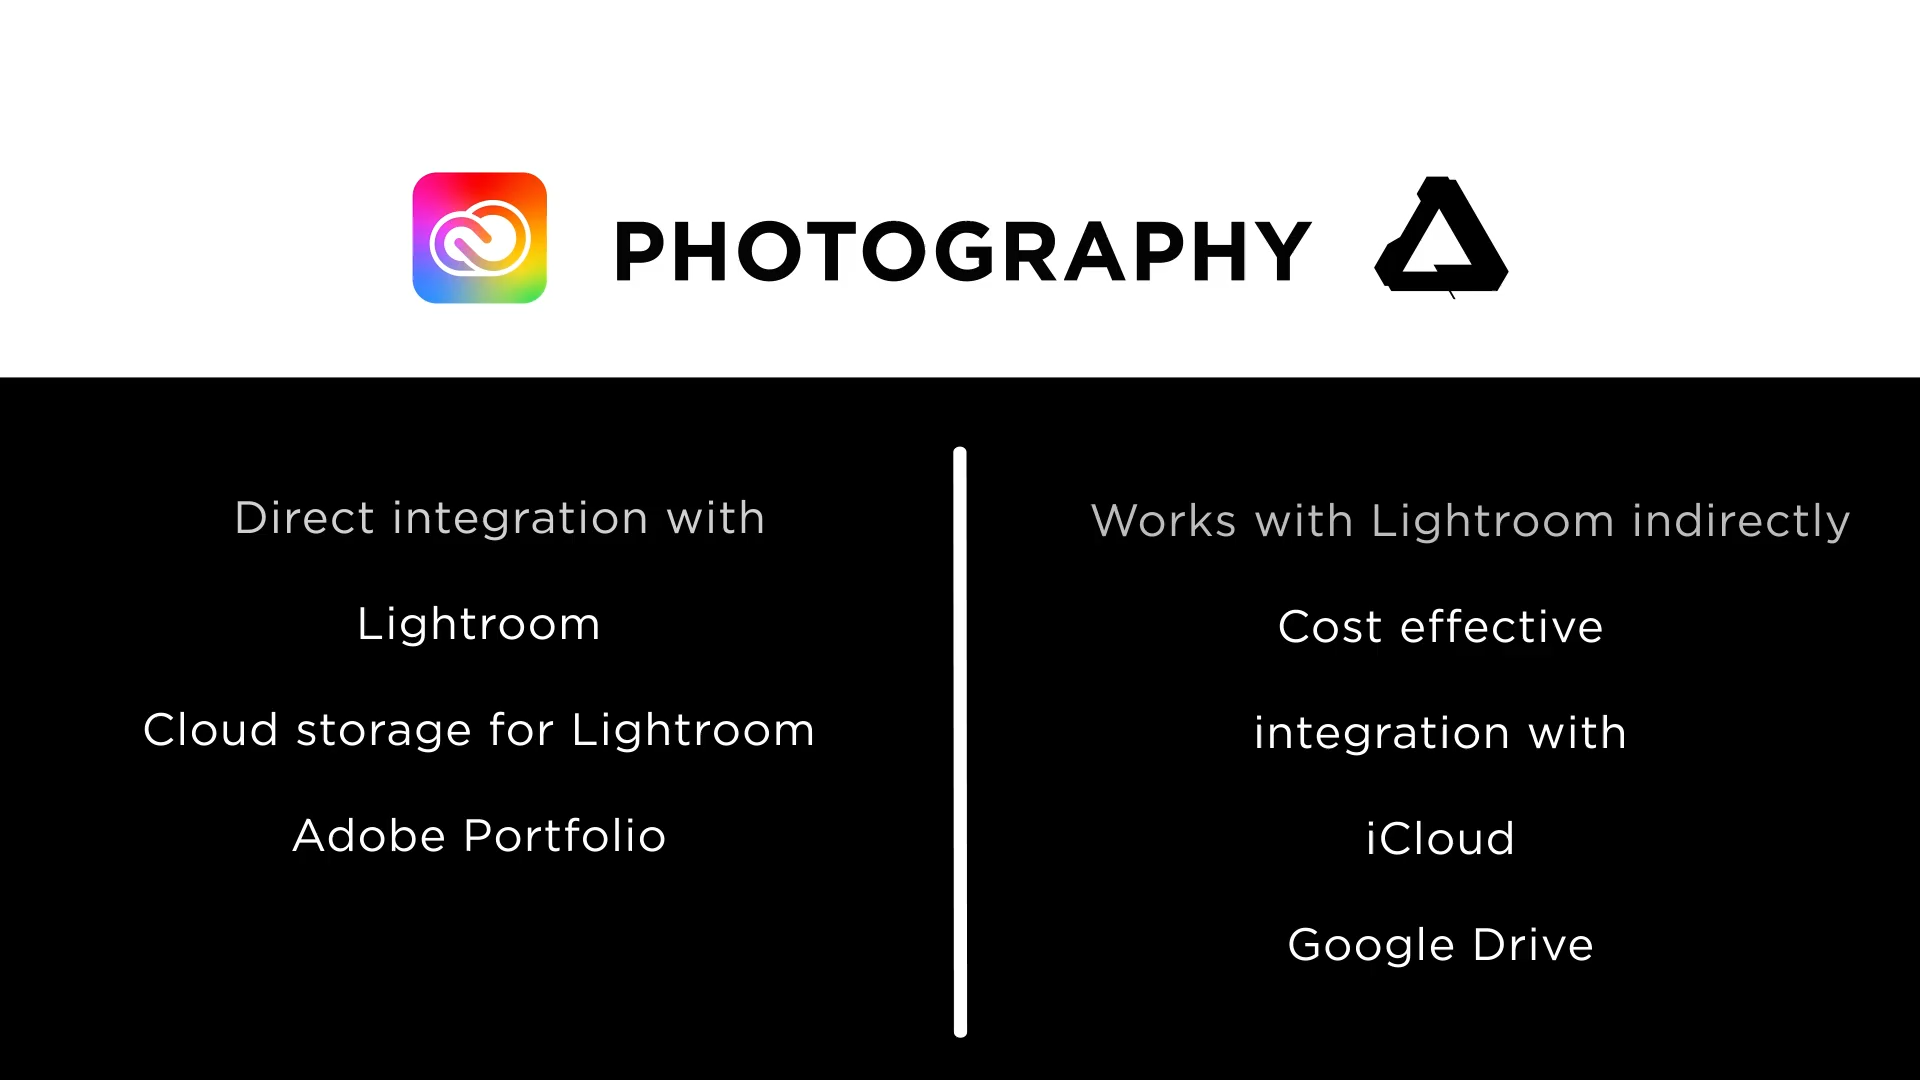 PHOTOGRAPHY
Direct integration with
Lightroom
Cloud storage for Lightroom
Adobe Portfolio
Works with Lightroom indirectly
Cost effective
integration with
iCloud
Google Drive